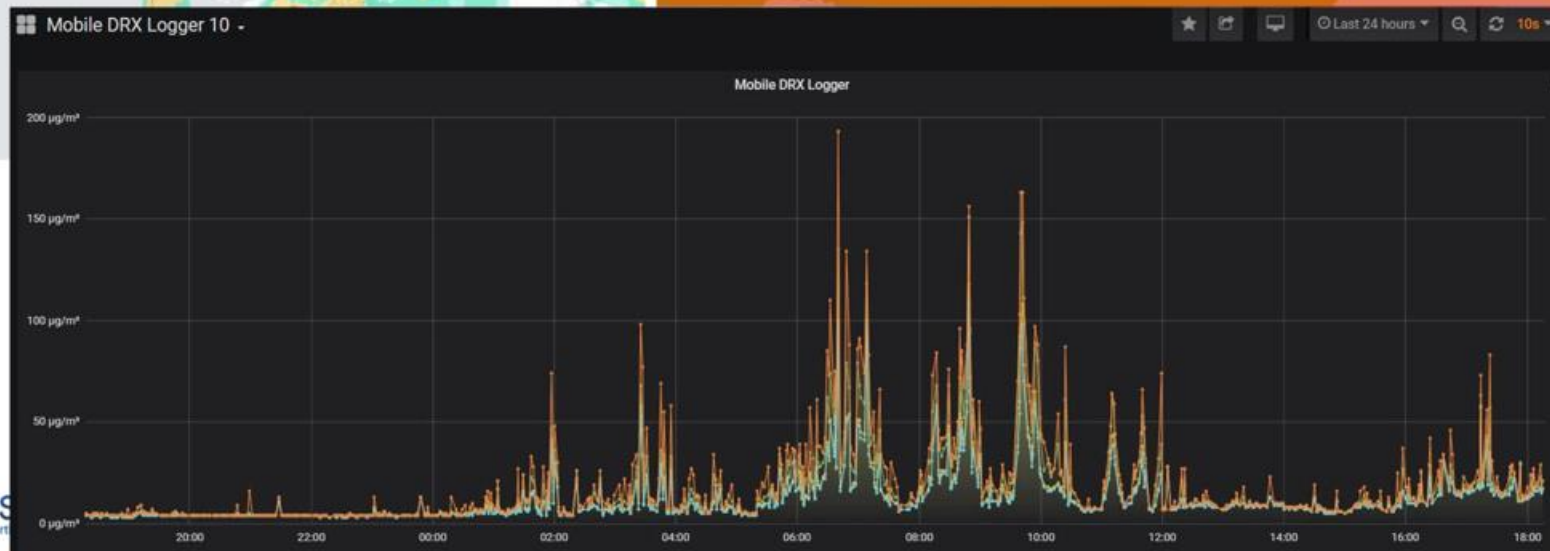 Mobile DRX Logger 10
Last 24 hours
10s
Mobile DRX Logger
200 µg/m³
150 µg/m³
100 µg/m³
50 µg/m³
0 µg/m³
20:00 22:00 00:00 02:00 04:00 06:00 08:00 10:00 12:00 14:00 16:00 18:00